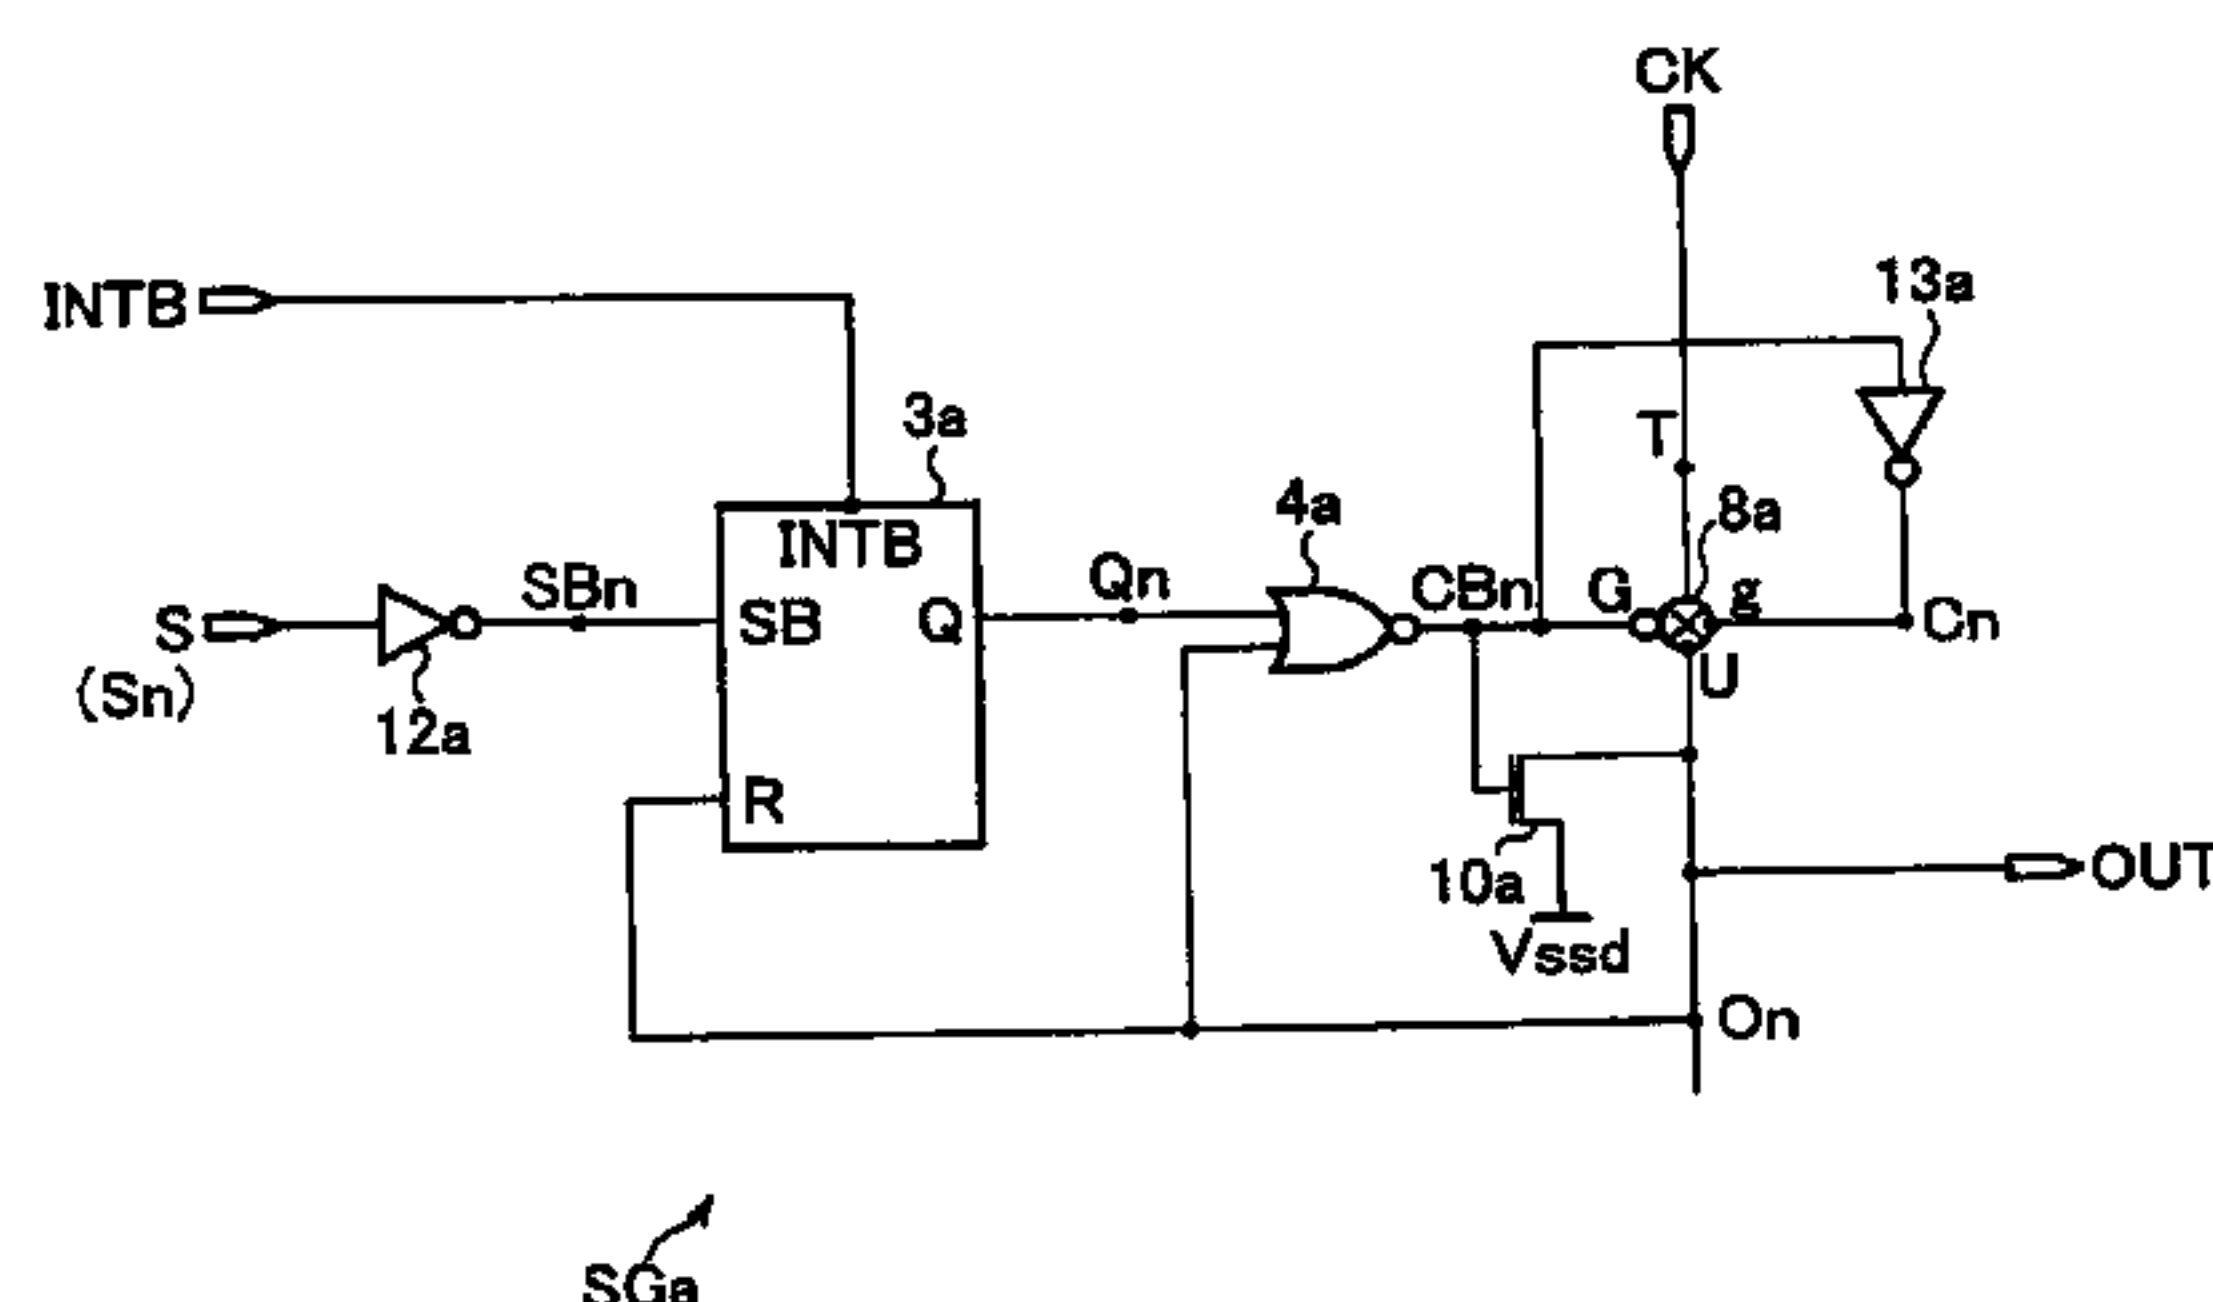 CK
13a
INTB
3a
T
8a
4a
INTB
SBn
Qn
CBn
G
g
Cn
S
SB
Q
(Sn)
U
12a
R
10a
OUT
Vssd
On
SGa